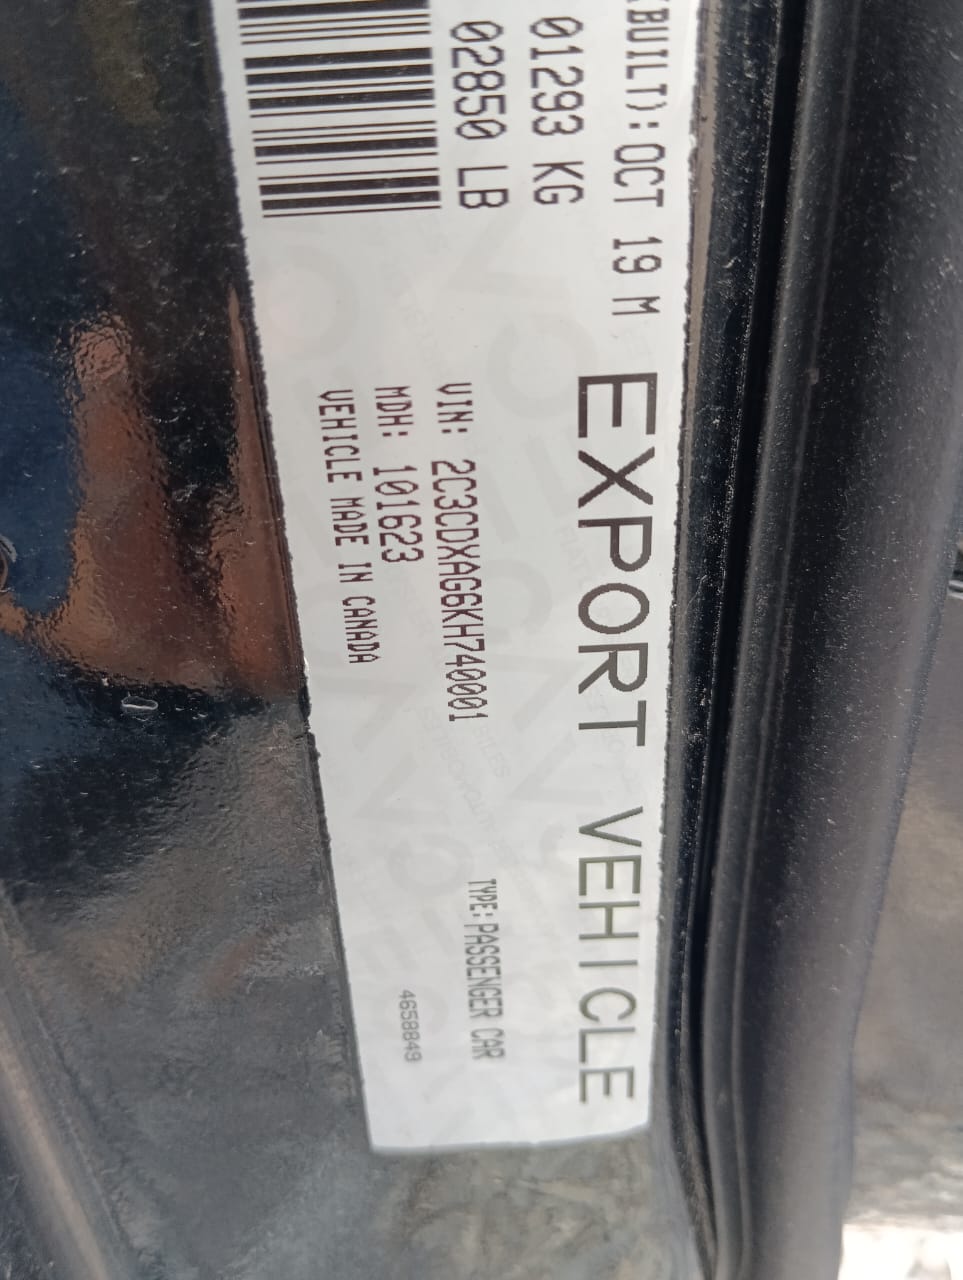 BUILT): OCT 19 M
01293 KG
02850 LB
EXPORT VEHICLE
VIN: 2C3CDXAG6KH740001
TYPE: PASSENGER CAR
MDH: 101623
VEHICLE MADE IN CANADA
4658849